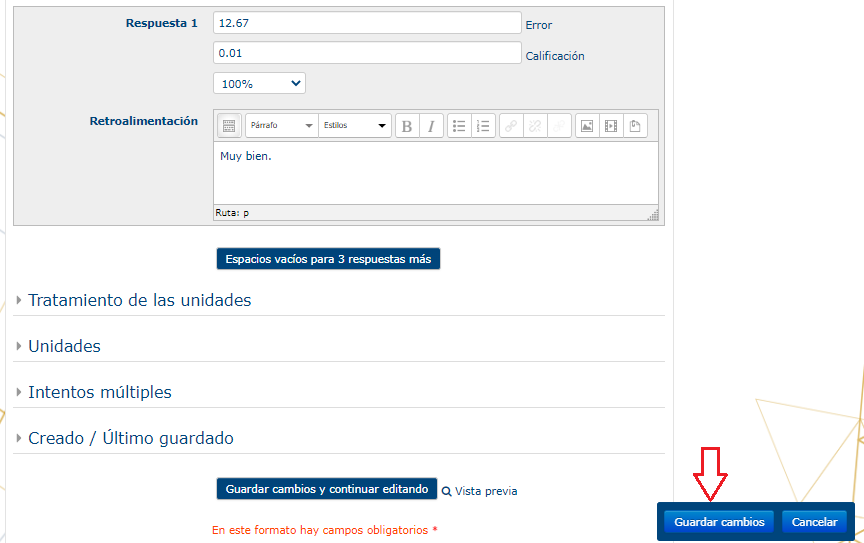 Respuesta 1 12.67 Error
0.01 Calificación
100%
Retroalimentación Párrafo Estilos B I
Muy bien.
Ruta: p
Espacios vacíos para 3 respuestas más
Tratamiento de las unidades
Unidades
Intentos múltiples
Creado / Último guardado
Guardar cambios y continuar editando Vista previa
Guardar cambios Cancelar
En este formato hay campos obligatorios *